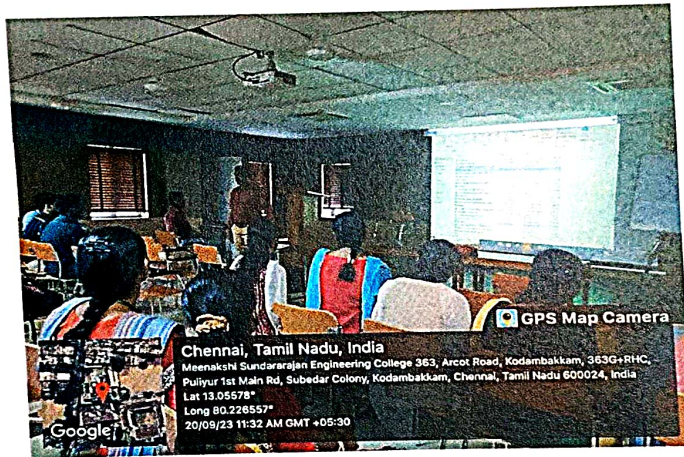 GPS Map Camera
Chennai, Tamil Nadu, India
Meenakshi Sundararajan Engineering College 363, Arcot Road, Kodambakkam, 363G+RHC,
Puliyur 1st Main Rd, Subedar Colony, Kodambakkam, Chennai, Tamil Nadu 600024, India
Lat 13.05578°
Long 80.226557°
20/09/23 11:32 AM GMT +05:30
Google